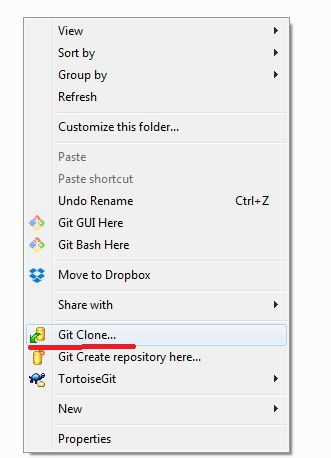 View
Sort by
Group by
Refresh
Customize this folder...
Paste
Paste shortcut
Undo Rename Ctrl+Z
Git GUI Here
Git Bash Here
Move to Dropbox
Share with
Git Clone...
Git Create repository here...
TortoiseGit
New
Properties